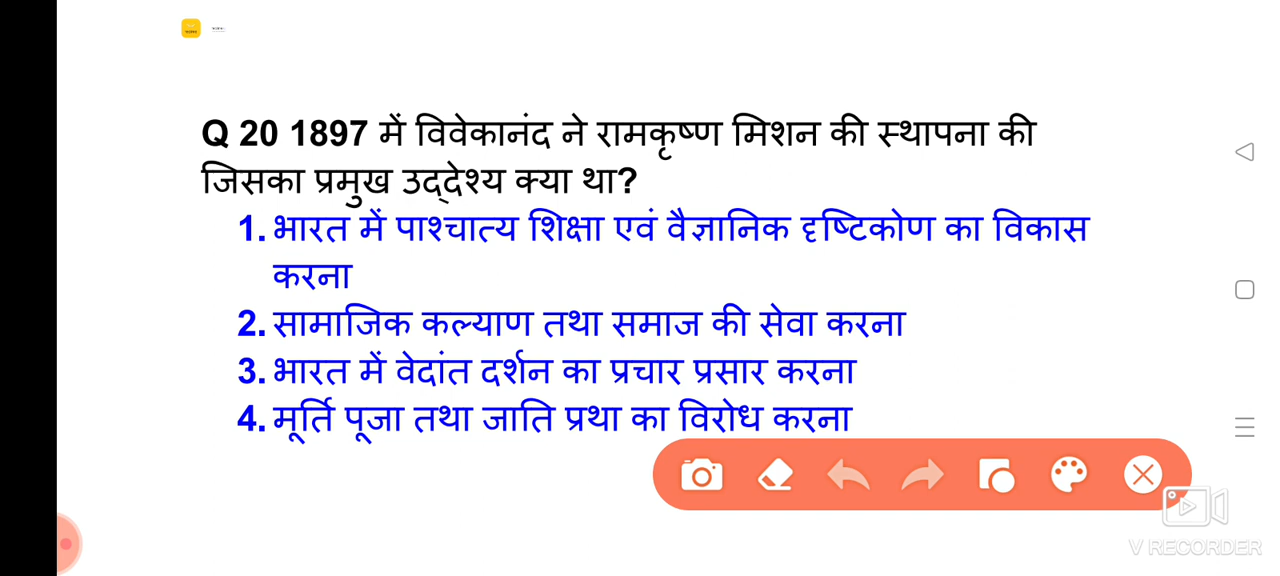 Q 20 1897 में विवेकानंद ने रामकृष्ण मिशन की स्थापना की
जिसका प्रमुख उद्देश्य क्या था?
1. भारत में पाश्चात्य शिक्षा एवं वैज्ञानिक दृष्टिकोण का विकास
करना
2. सामाजिक कल्याण तथा समाज की सेवा करना
3. भारत में वेदांत दर्शन का प्रचार प्रसार करना
4. मूर्ति पूजा तथा जाति प्रथा का विरोध करना
V RECORDER